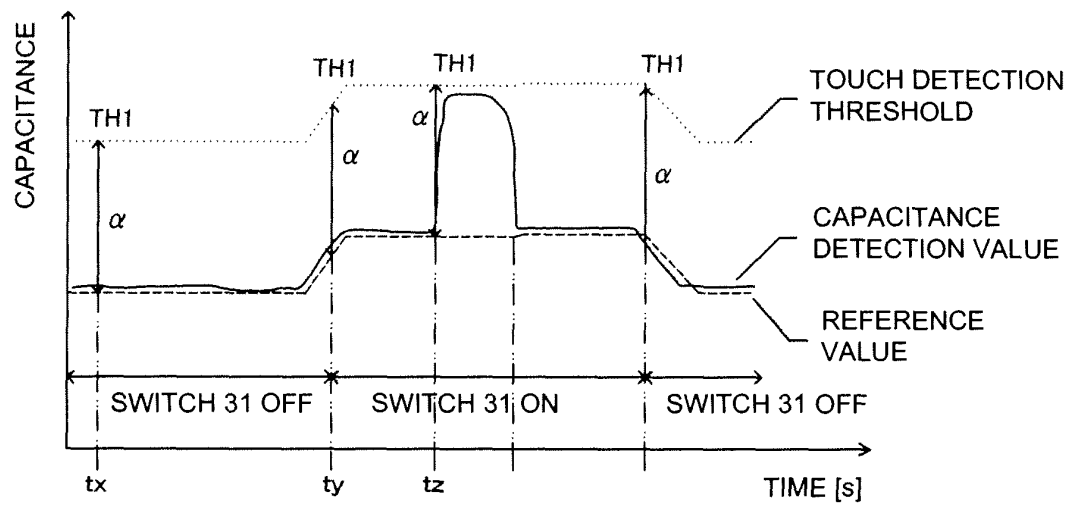 CAPACITANCE
TH1
TH1
TH1
TH1
α
α
α
α
TOUCH DETECTION
THRESHOLD
CAPACITANCE
DETECTION VALUE
REFERENCE
VALUE
SWITCH 31 OFF
SWITCH 31 ON
SWITCH 31 OFF
tx
ty
tz
TIME [s]